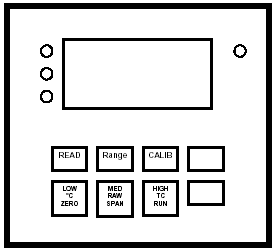 READ Range CALIB
LOW MED HIGH
°C RAW TC
ZERO SPAN RUN